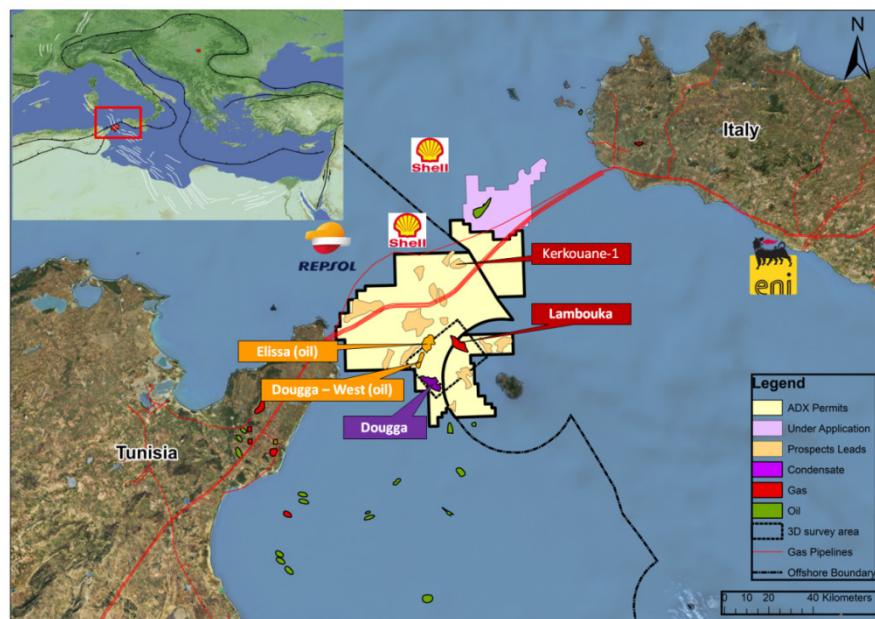 N
Italy
Shell
Shell
REPSOL
Kerkouane-1
eni
Lambouka
Elissa (oil)
Dougga – West (oil)
Dougga
Tunisia
Legend
ADX Permits
Under Application
Prospects Leads
Condensate
Gas
Oil
3D survey area
Gas Pipelines
Offshore Boundary
0 10 20 40 Kilometers